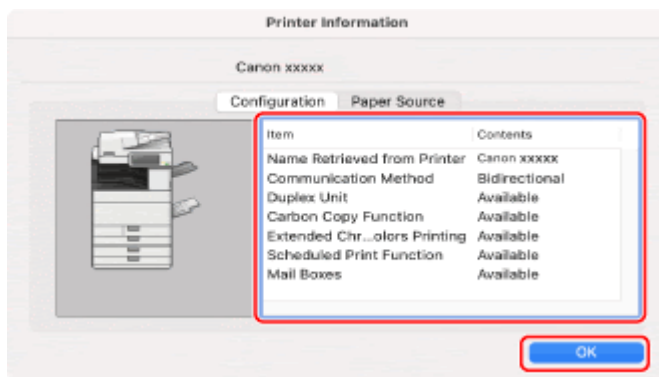 Printer Information
Canon xxxxx
Configuration Paper Source
Item Contents
Name Retrieved from Printer Canon xxxxx
Communication Method Bidirectional
Duplex Unit Available
Carbon Copy Function Available
Extended Chr...olors Printing Available
Scheduled Print Function Available
Mail Boxes Available
OK